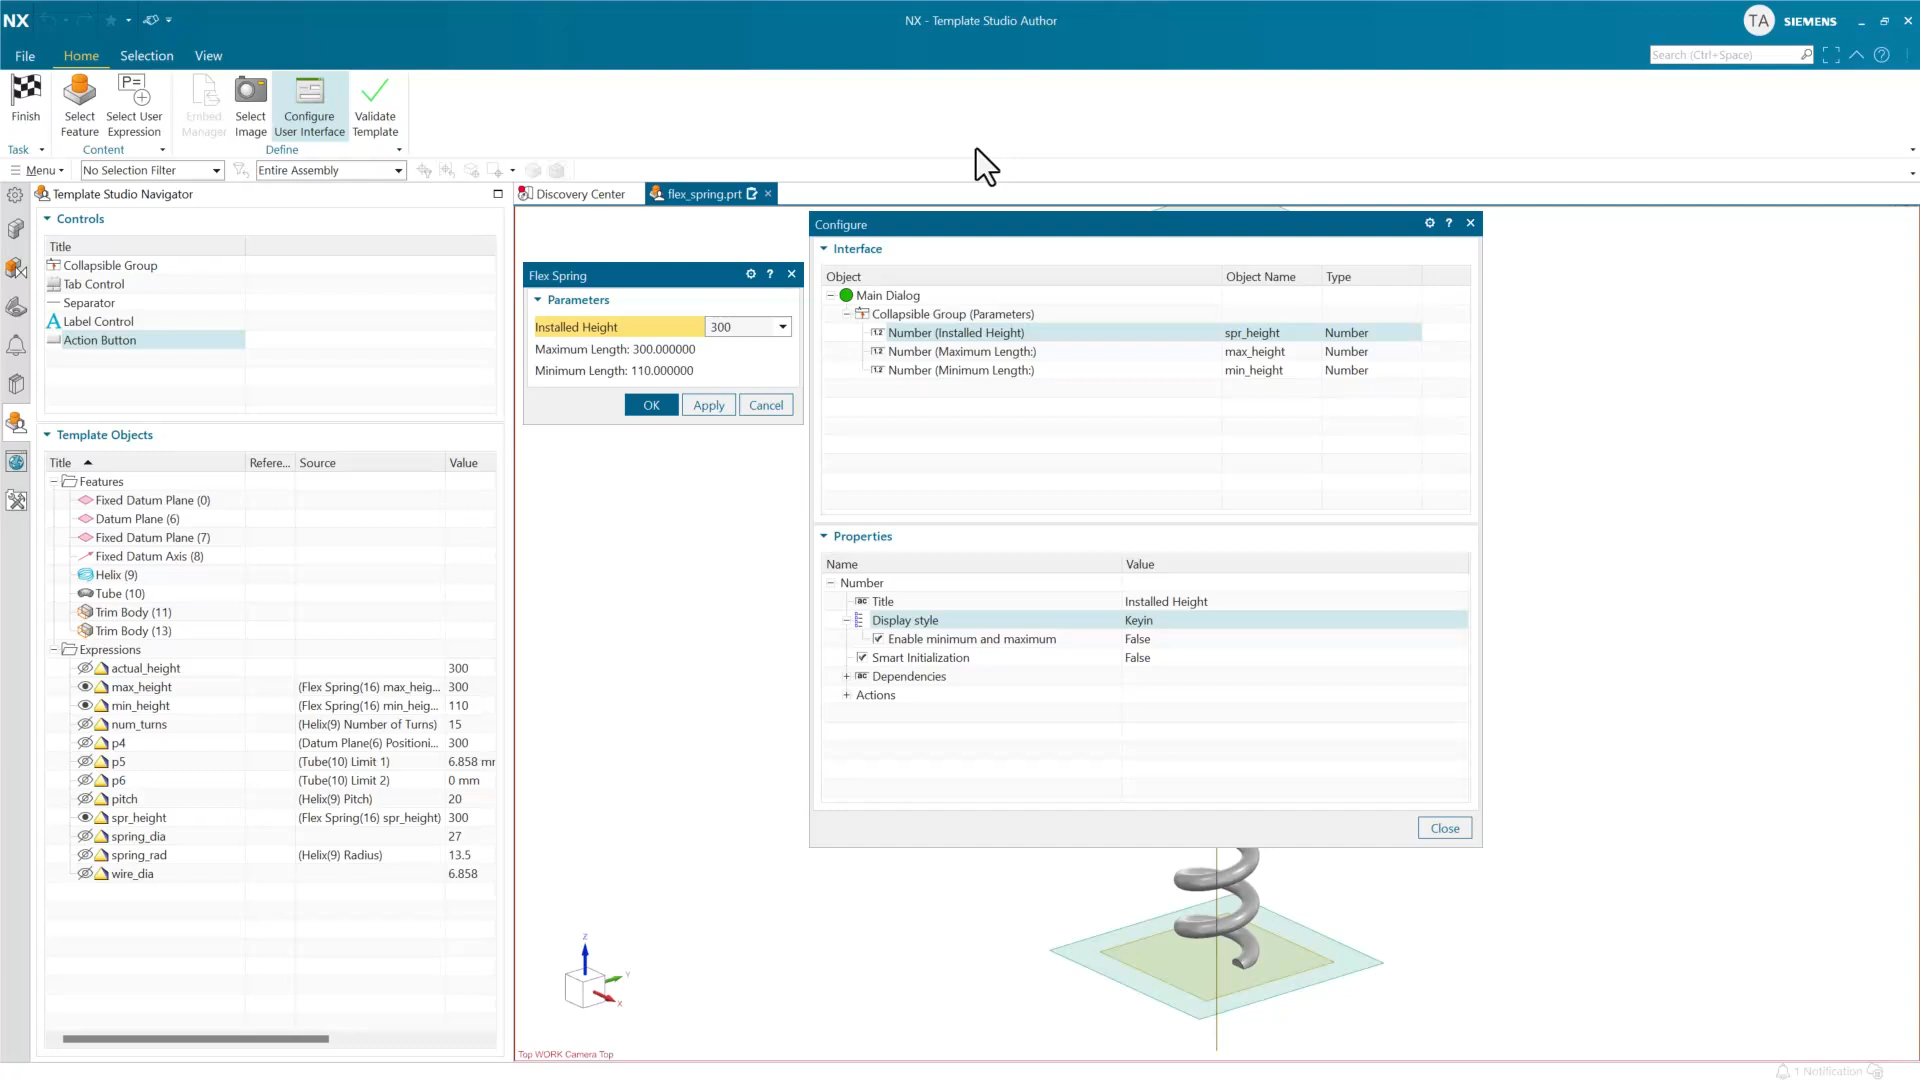 NX
NX - Template Studio Author
TA
SIEMENS
File
Home
Selection
View
Search (Ctrl+Space)
Finish
Select Feature
P=
Select User Expression
Embed Manager
Select Image
Configure User Interface
Validate Template
Task
Content
Define
Menu
No Selection Filter
Entire Assembly
Template Studio Navigator
Discovery Center
flex_spring.prt
Controls
Title
Collapsible Group
Tab Control
Separator
A Label Control
Action Button
Template Objects
Title Refere... Source Value
Features
Fixed Datum Plane (0)
Datum Plane (6)
Fixed Datum Plane (7)
Fixed Datum Axis (8)
Helix (9)
Tube (10)
Trim Body (11)
Trim Body (13)
Expressions
actual_height 300
max_height (Flex Spring(16) max_heig... 300
min_height (Flex Spring(16) min_heig... 110
num_turns (Helix(9) Number of Turns) 15
p4 (Datum Plane(6) Positioni... 300
p5 (Tube(10) Limit 1) 6.858 mr
p6 (Tube(10) Limit 2) 0 mm
pitch (Helix(9) Pitch) 20
spr_height (Flex Spring(16) spr_height) 300
spring_dia 27
spring_rad (Helix(9) Radius) 13.5
wire_dia 6.858
Flex Spring
?
Parameters
Installed Height 300
Maximum Length: 300.000000
Minimum Length: 110.000000
OK Apply Cancel
Configure
?
Interface
Object Object Name Type
Main Dialog
Collapsible Group (Parameters)
1.2 Number (Installed Height) spr_height Number
1.2 Number (Maximum Length:) max_height Number
1.2 Number (Minimum Length:) min_height Number
Properties
Name Value
Number
ac Title Installed Height
Display style Keyin
Enable minimum and maximum False
Smart Initialization False
ac Dependencies
Actions
Close
Z
Y
X
Top WORK Camera Top
1 Notification